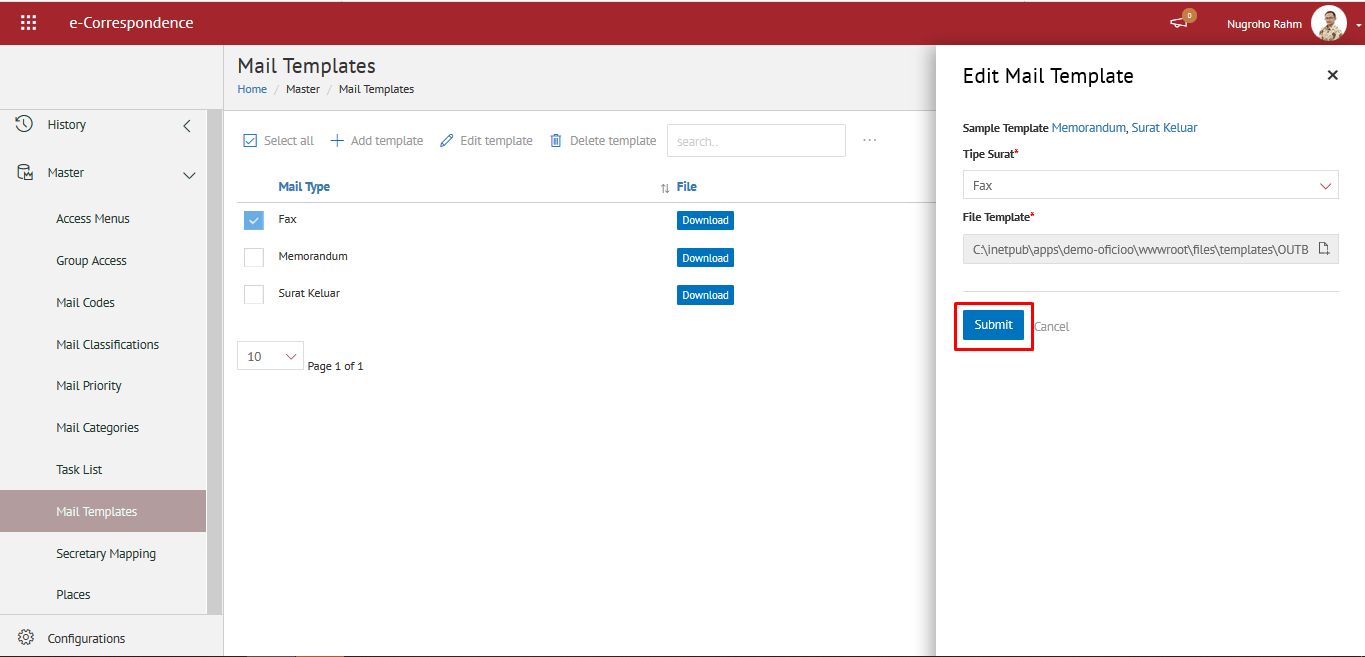 e-Correspondence
0
Nugroho Rahm
History
Master
Access Menus
Group Access
Mail Codes
Mail Classifications
Mail Priority
Mail Categories
Task List
Mail Templates
Secretary Mapping
Places
Configurations
Mail Templates
Home / Master / Mail Templates
Select all Add template Edit template Delete template search.. ...
Mail Type File
Fax Download
Memorandum Download
Surat Keluar Download
10 Page 1 of 1
Edit Mail Template
Sample Template Memorandum, Surat Keluar
Tipe Surat*
Fax
File Template*
C:\inetpub\apps\demo-oficioo\wwwroot\files\templates\OUTB
Submit Cancel